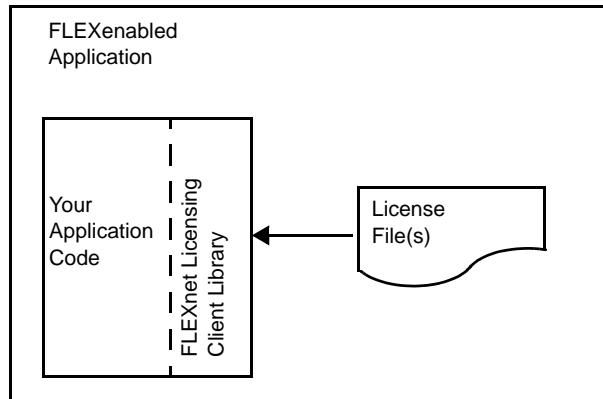 FLEXenabled
Application
Your
Application
Code
FLEXnet Licensing
Client Library
License
File(s)